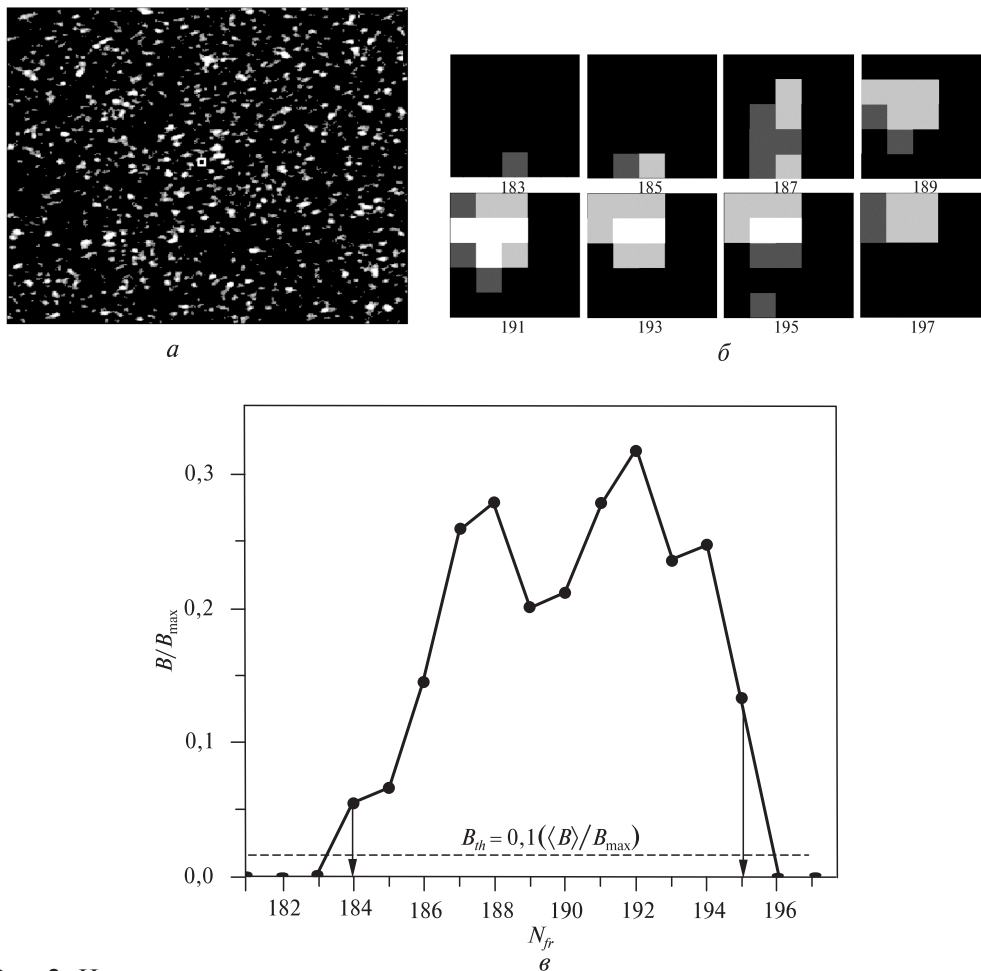 183 185 187 189
191 193 195 197
а б
0,3
0,2
0,1
0,0
B/B_max
B_th = 0,1(⟨B⟩/B_max)
182 184 186 188 190 192 194 196
N_fr
в